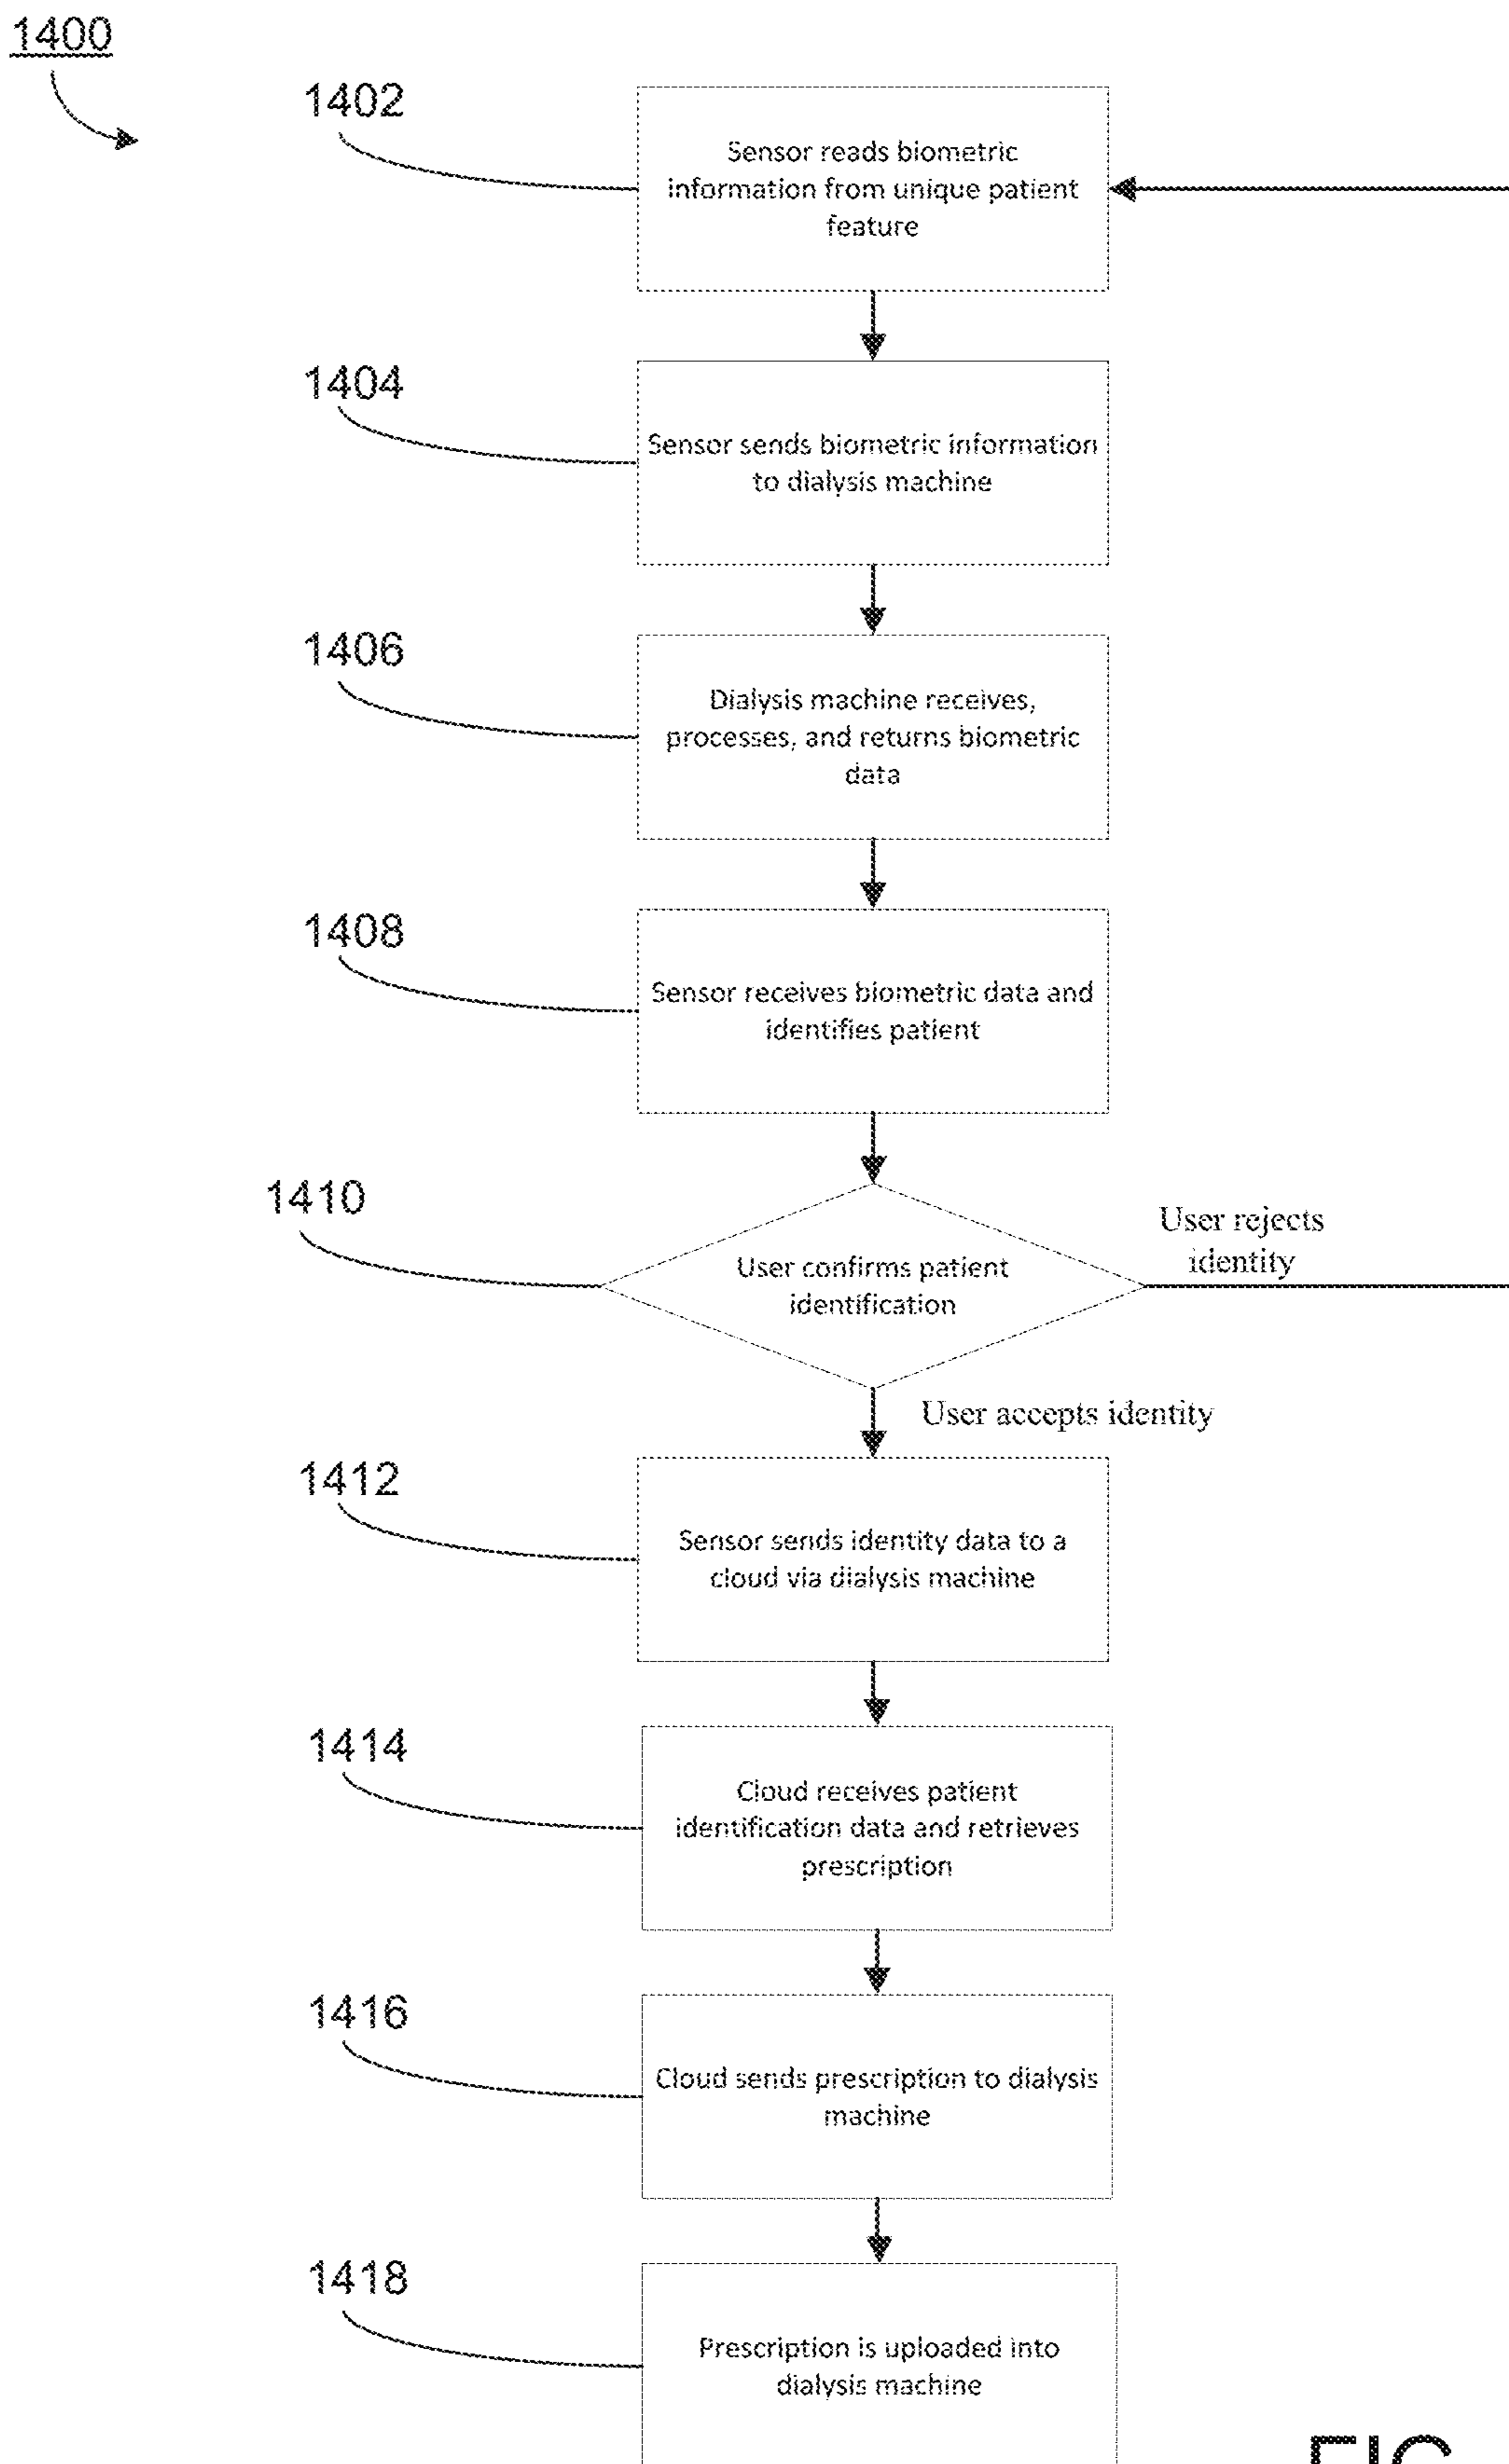 1400
1402
Sensor reads biometric
information from unique patient
feature
1404
Sensor sends biometric information
to dialysis machine
1406
Dialysis machine receives,
processes, and returns biometric
data
1408
Sensor receives biometric data and
identifies patient
1410
User confirms patient
identification
User rejects
identity
User accepts identity
1412
Sensor sends identity data to a
cloud via dialysis machine
1414
Cloud receives patient
identification data and retrieves
prescription
1416
Cloud sends prescription to dialysis
machine
1418
Prescription is uploaded into
dialysis machine
FIG